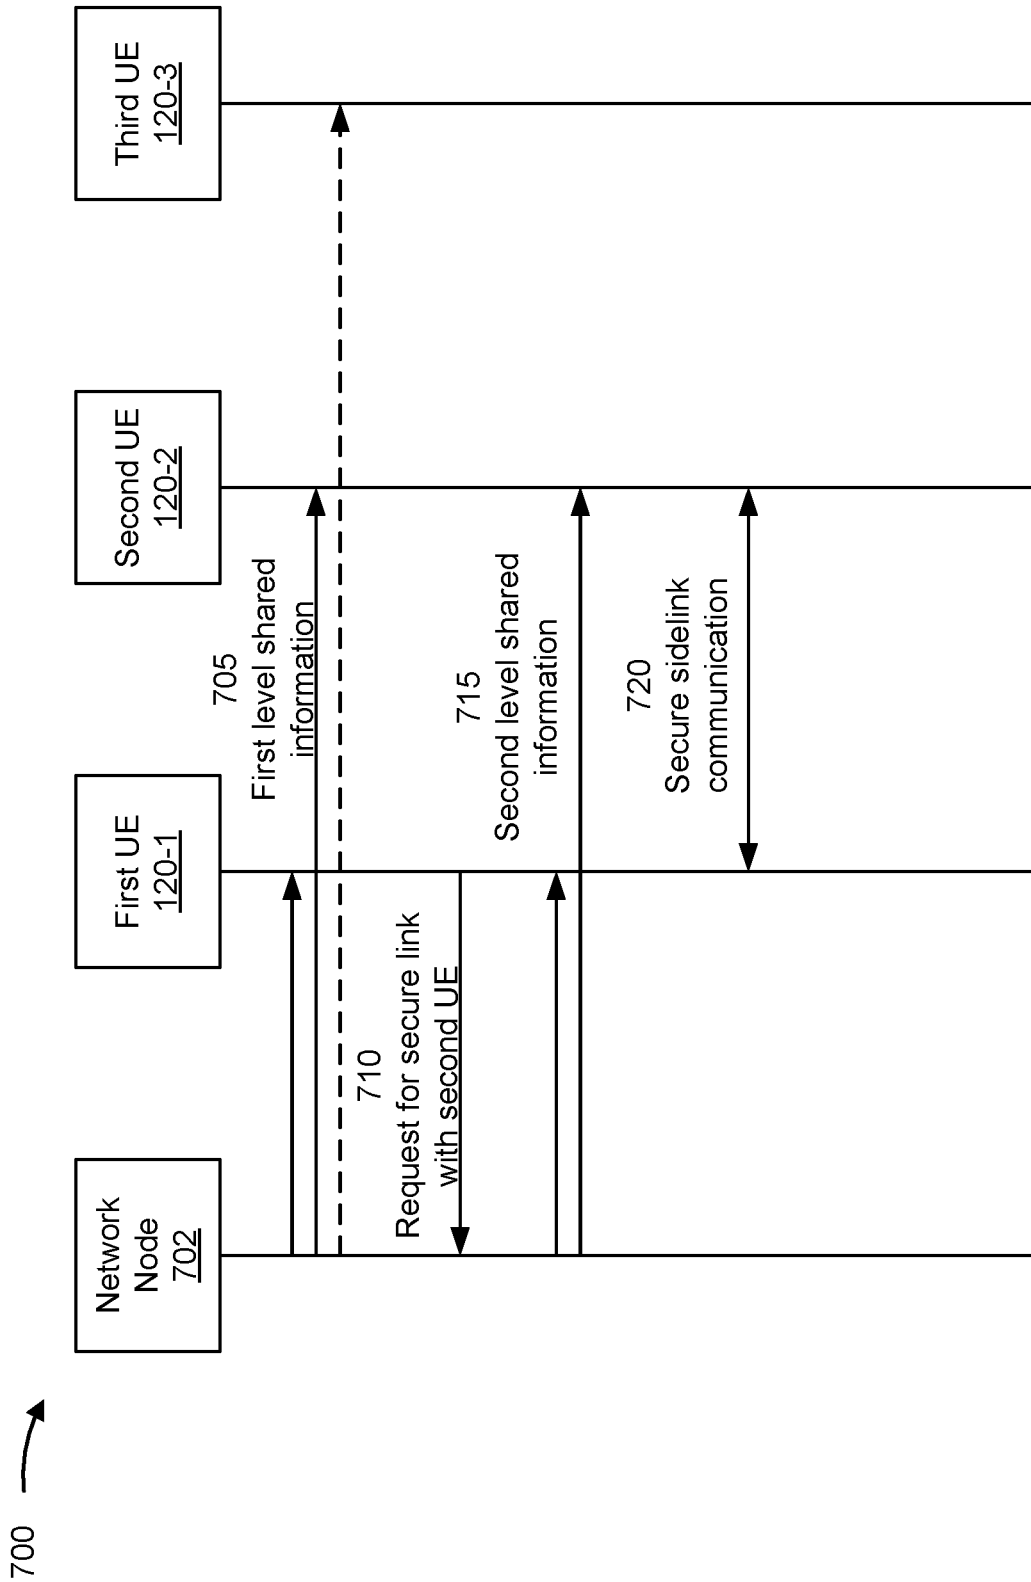 700
Network
Node
702
First UE
120-1
Second UE
120-2
Third UE
120-3
705
First level shared
information
710
Request for secure link
with second UE
715
Second level shared
information
720
Secure sidelink
communication